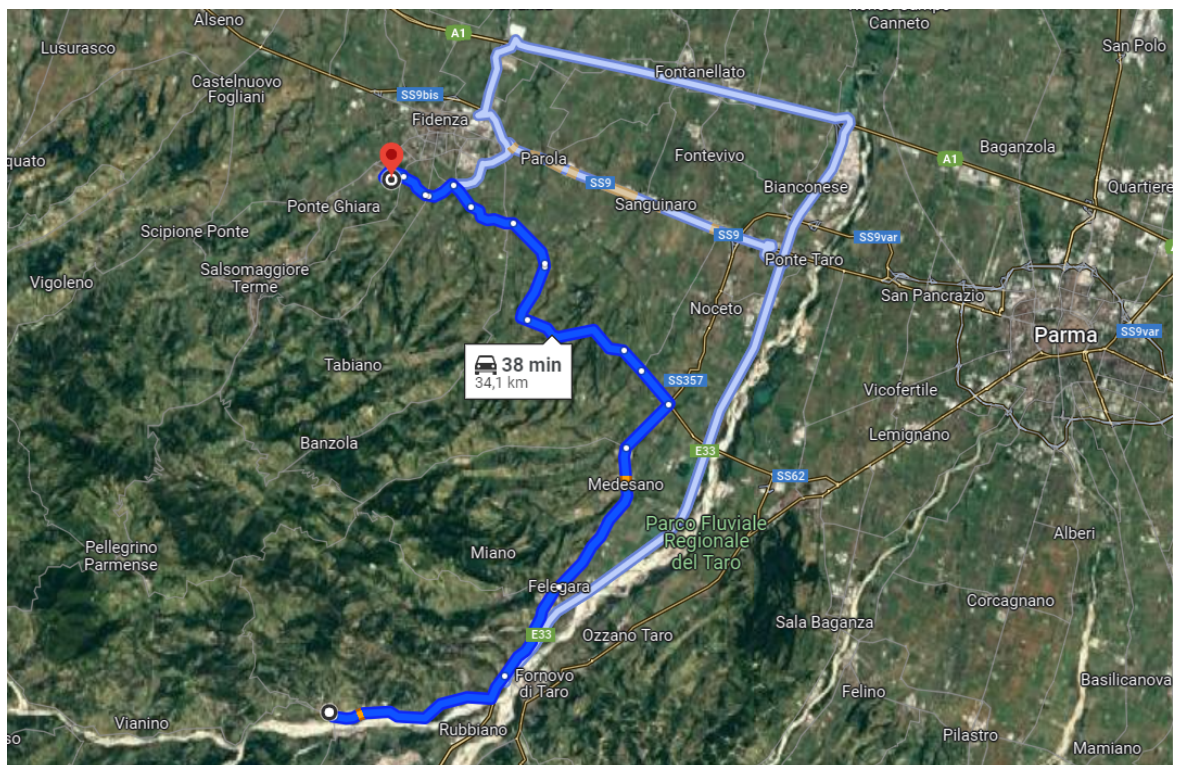 Alseno
Canneto
A1
San Polo
Lusurasco
Fontanellato
Castelnuovo
Fogliani
SS9bis
Fidenza
Baganzola
quato
Parola
Fontevivo
A1
SS9
Bianconese
Quartiere
Ponte Ghiara
Sanguinaro
Scipione Ponte
SS9
SS9var
Ponte Taro
Salsomaggiore
Terme
Vigoleno
San Pancrazio
Noceto
Parma
SS9var
38 min
34,1 km
Tabiano
SS357
Vicofertile
Banzola
Lemignano
E33
SS62
Medesano
Parco Fluviale
Regionale
del Taro
Alberi
Pellegrino
Parmense
Miano
Felegara
Corcagnano
Sala Baganza
E33
Ozzano Taro
Fornovo
di Taro
Basilicanova
Felino
Vianino
Rubbiano
so
Pilastro
Mamiano